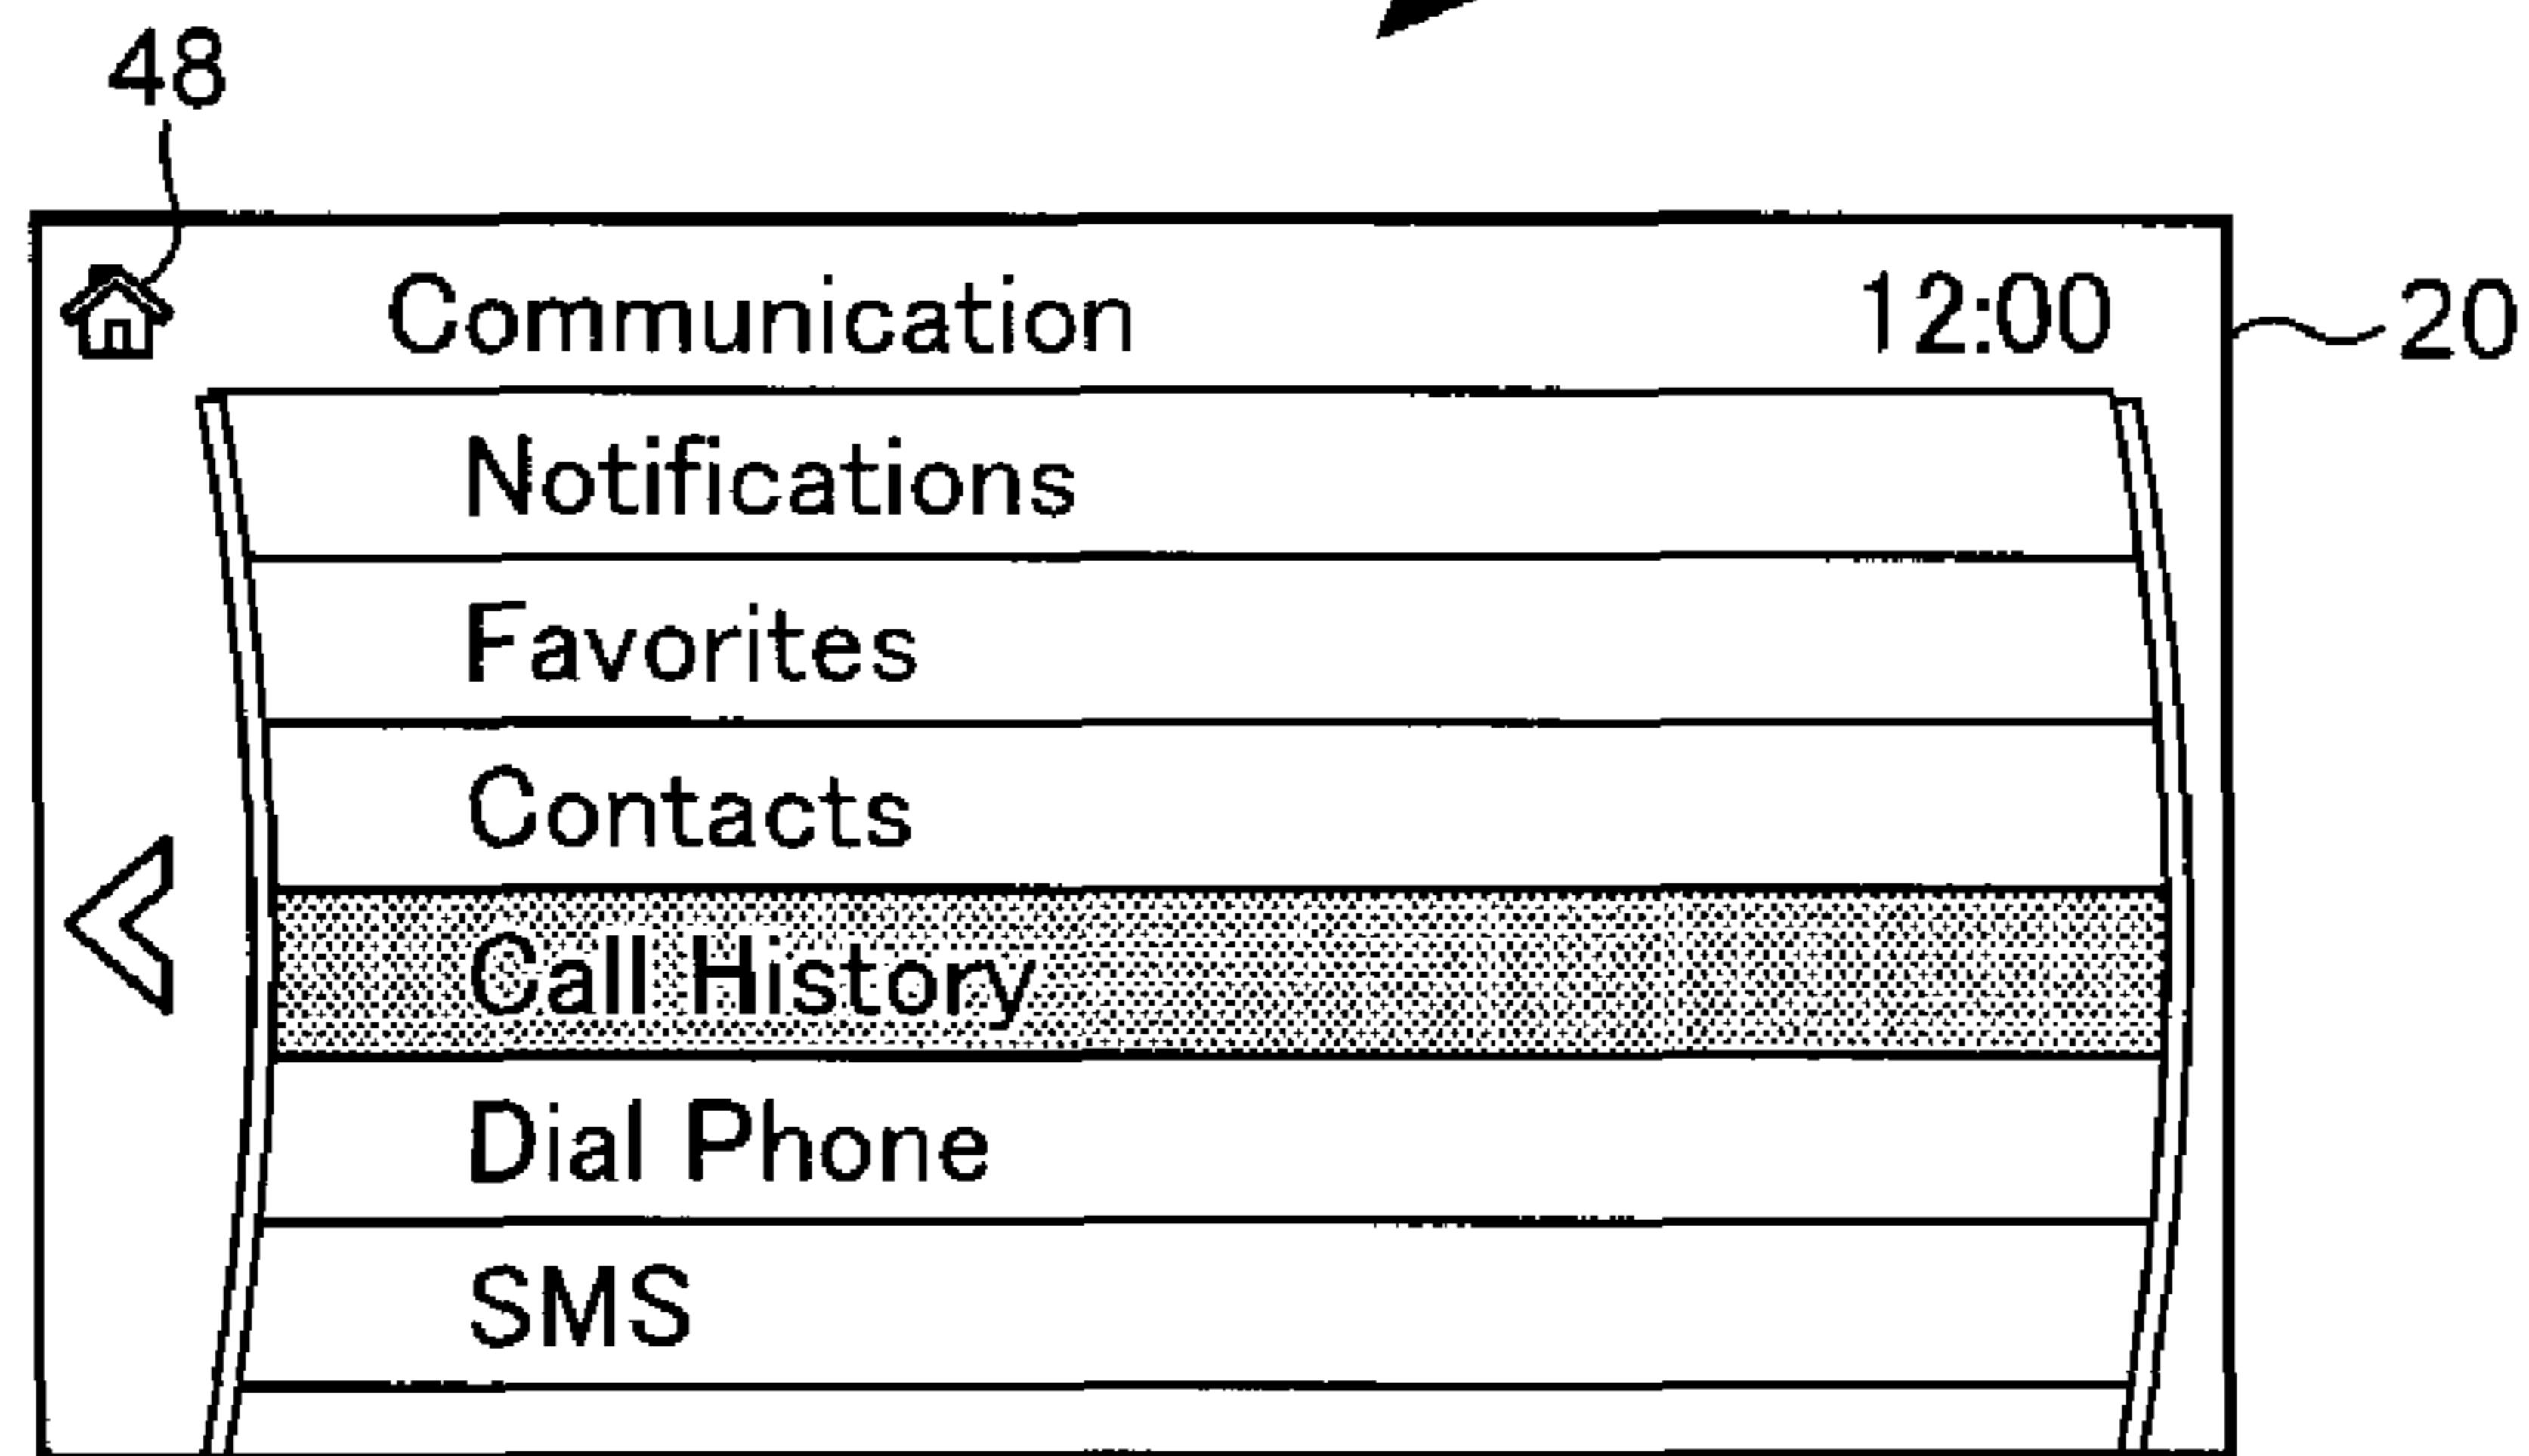 48
Communication 12:00
20
Notifications
Favorites
Contacts
Call History
Dial Phone
SMS